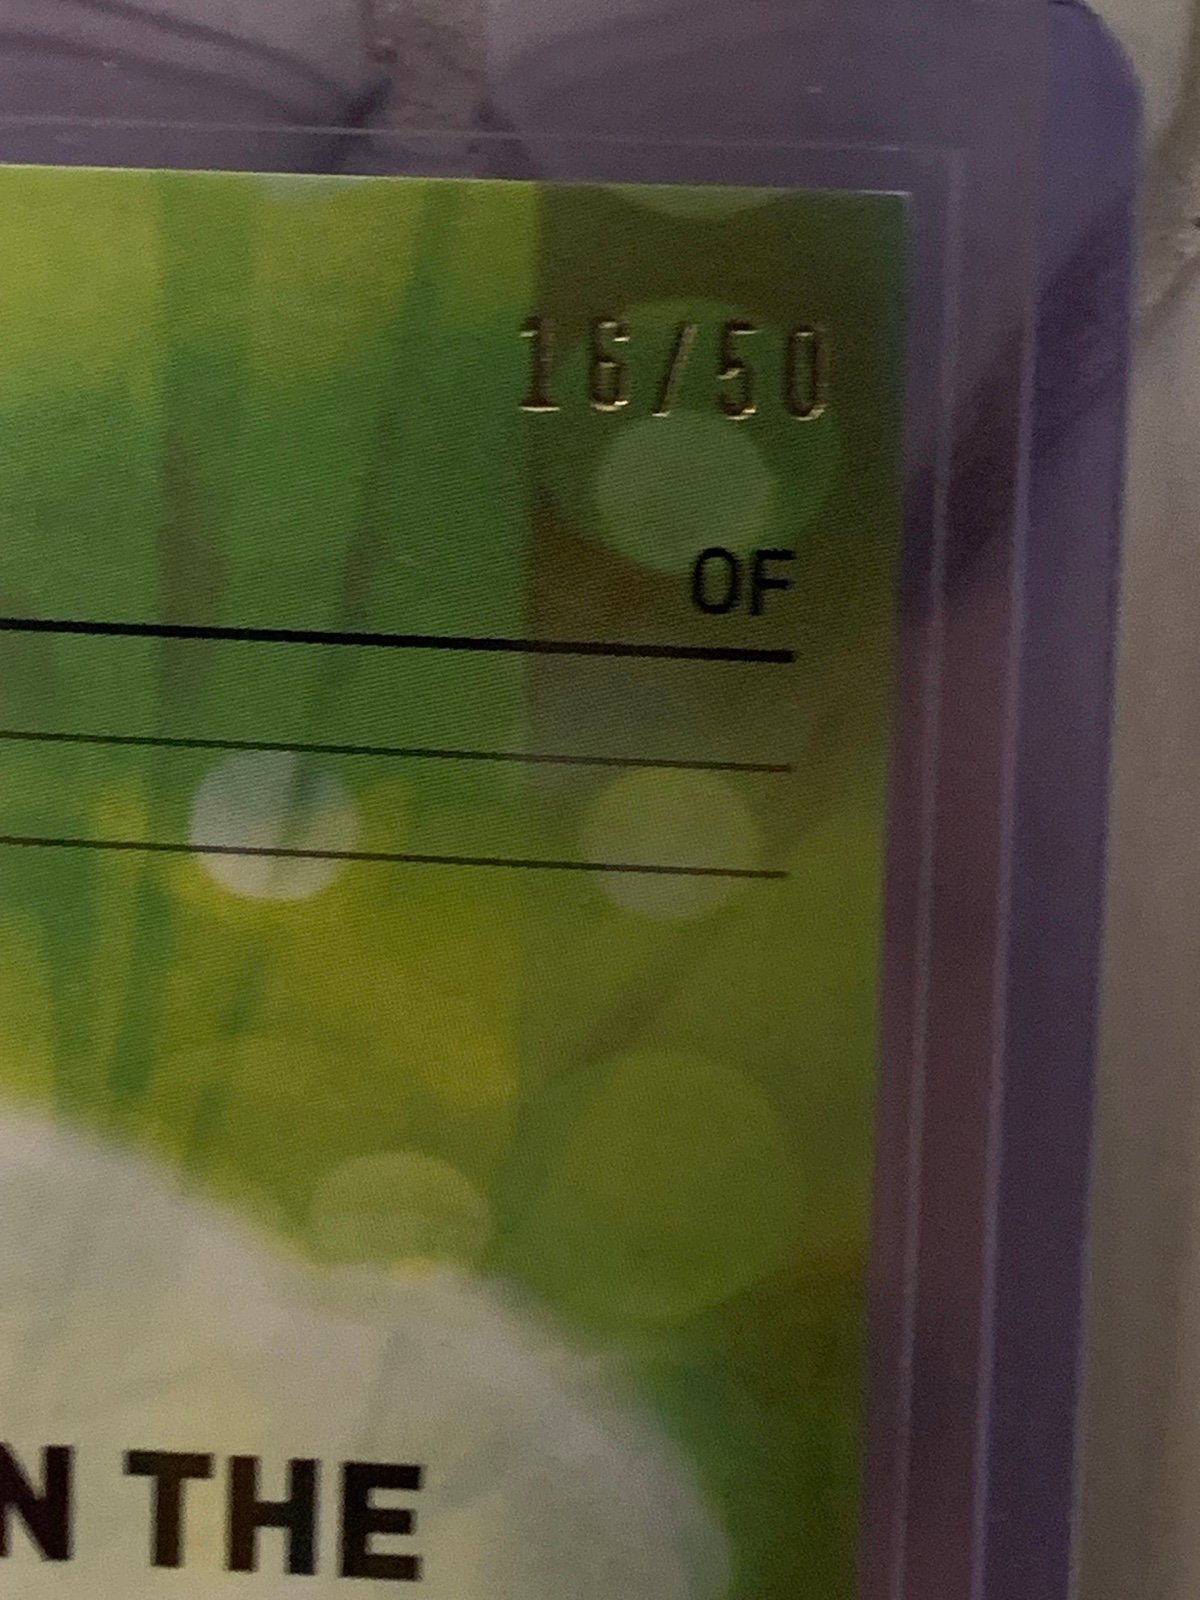 16/50
OF
N THE